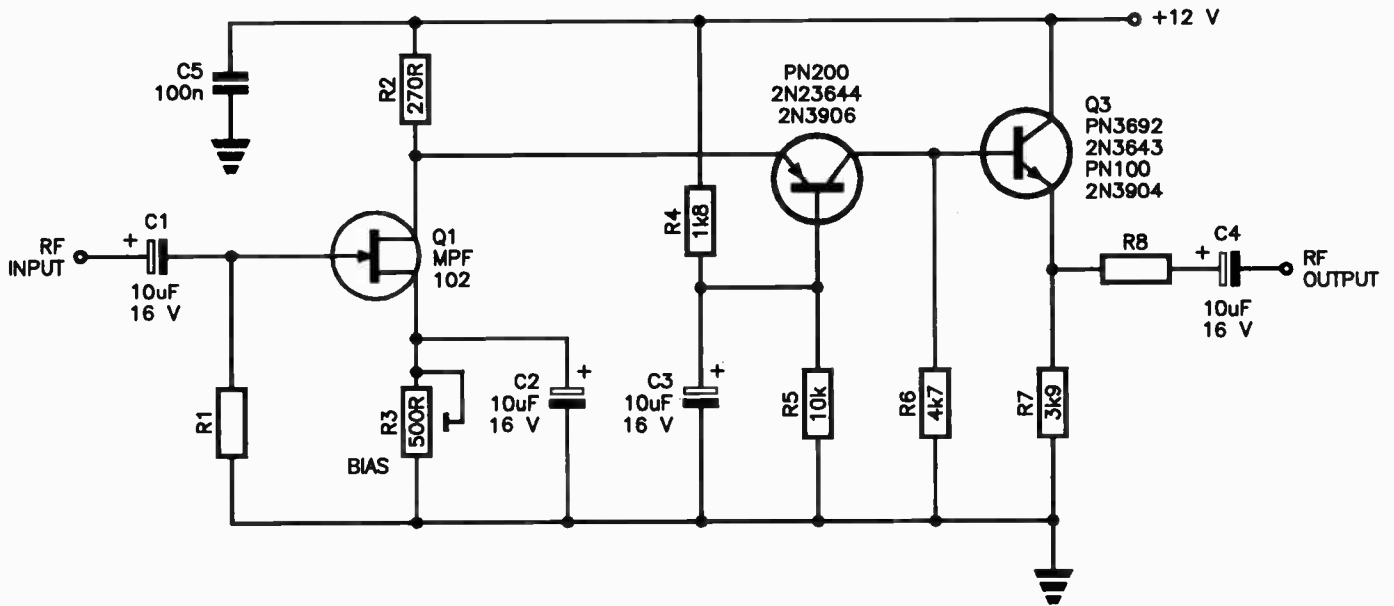 +12 V
C5
100n
R2
270R
PN200
2N23644
2N3906
Q3
PN3692
2N3643
PN100
2N3904
R4
1k8
C1
+
RF
INPUT
10uF
16 V
Q1
MPF
102
R8
+
C4
RF
OUTPUT
10uF
16 V
R1
R3
500R
BIAS
C2
+
10uF
16 V
C3
+
10uF
16 V
R5
10k
R6
4k7
R7
3k9